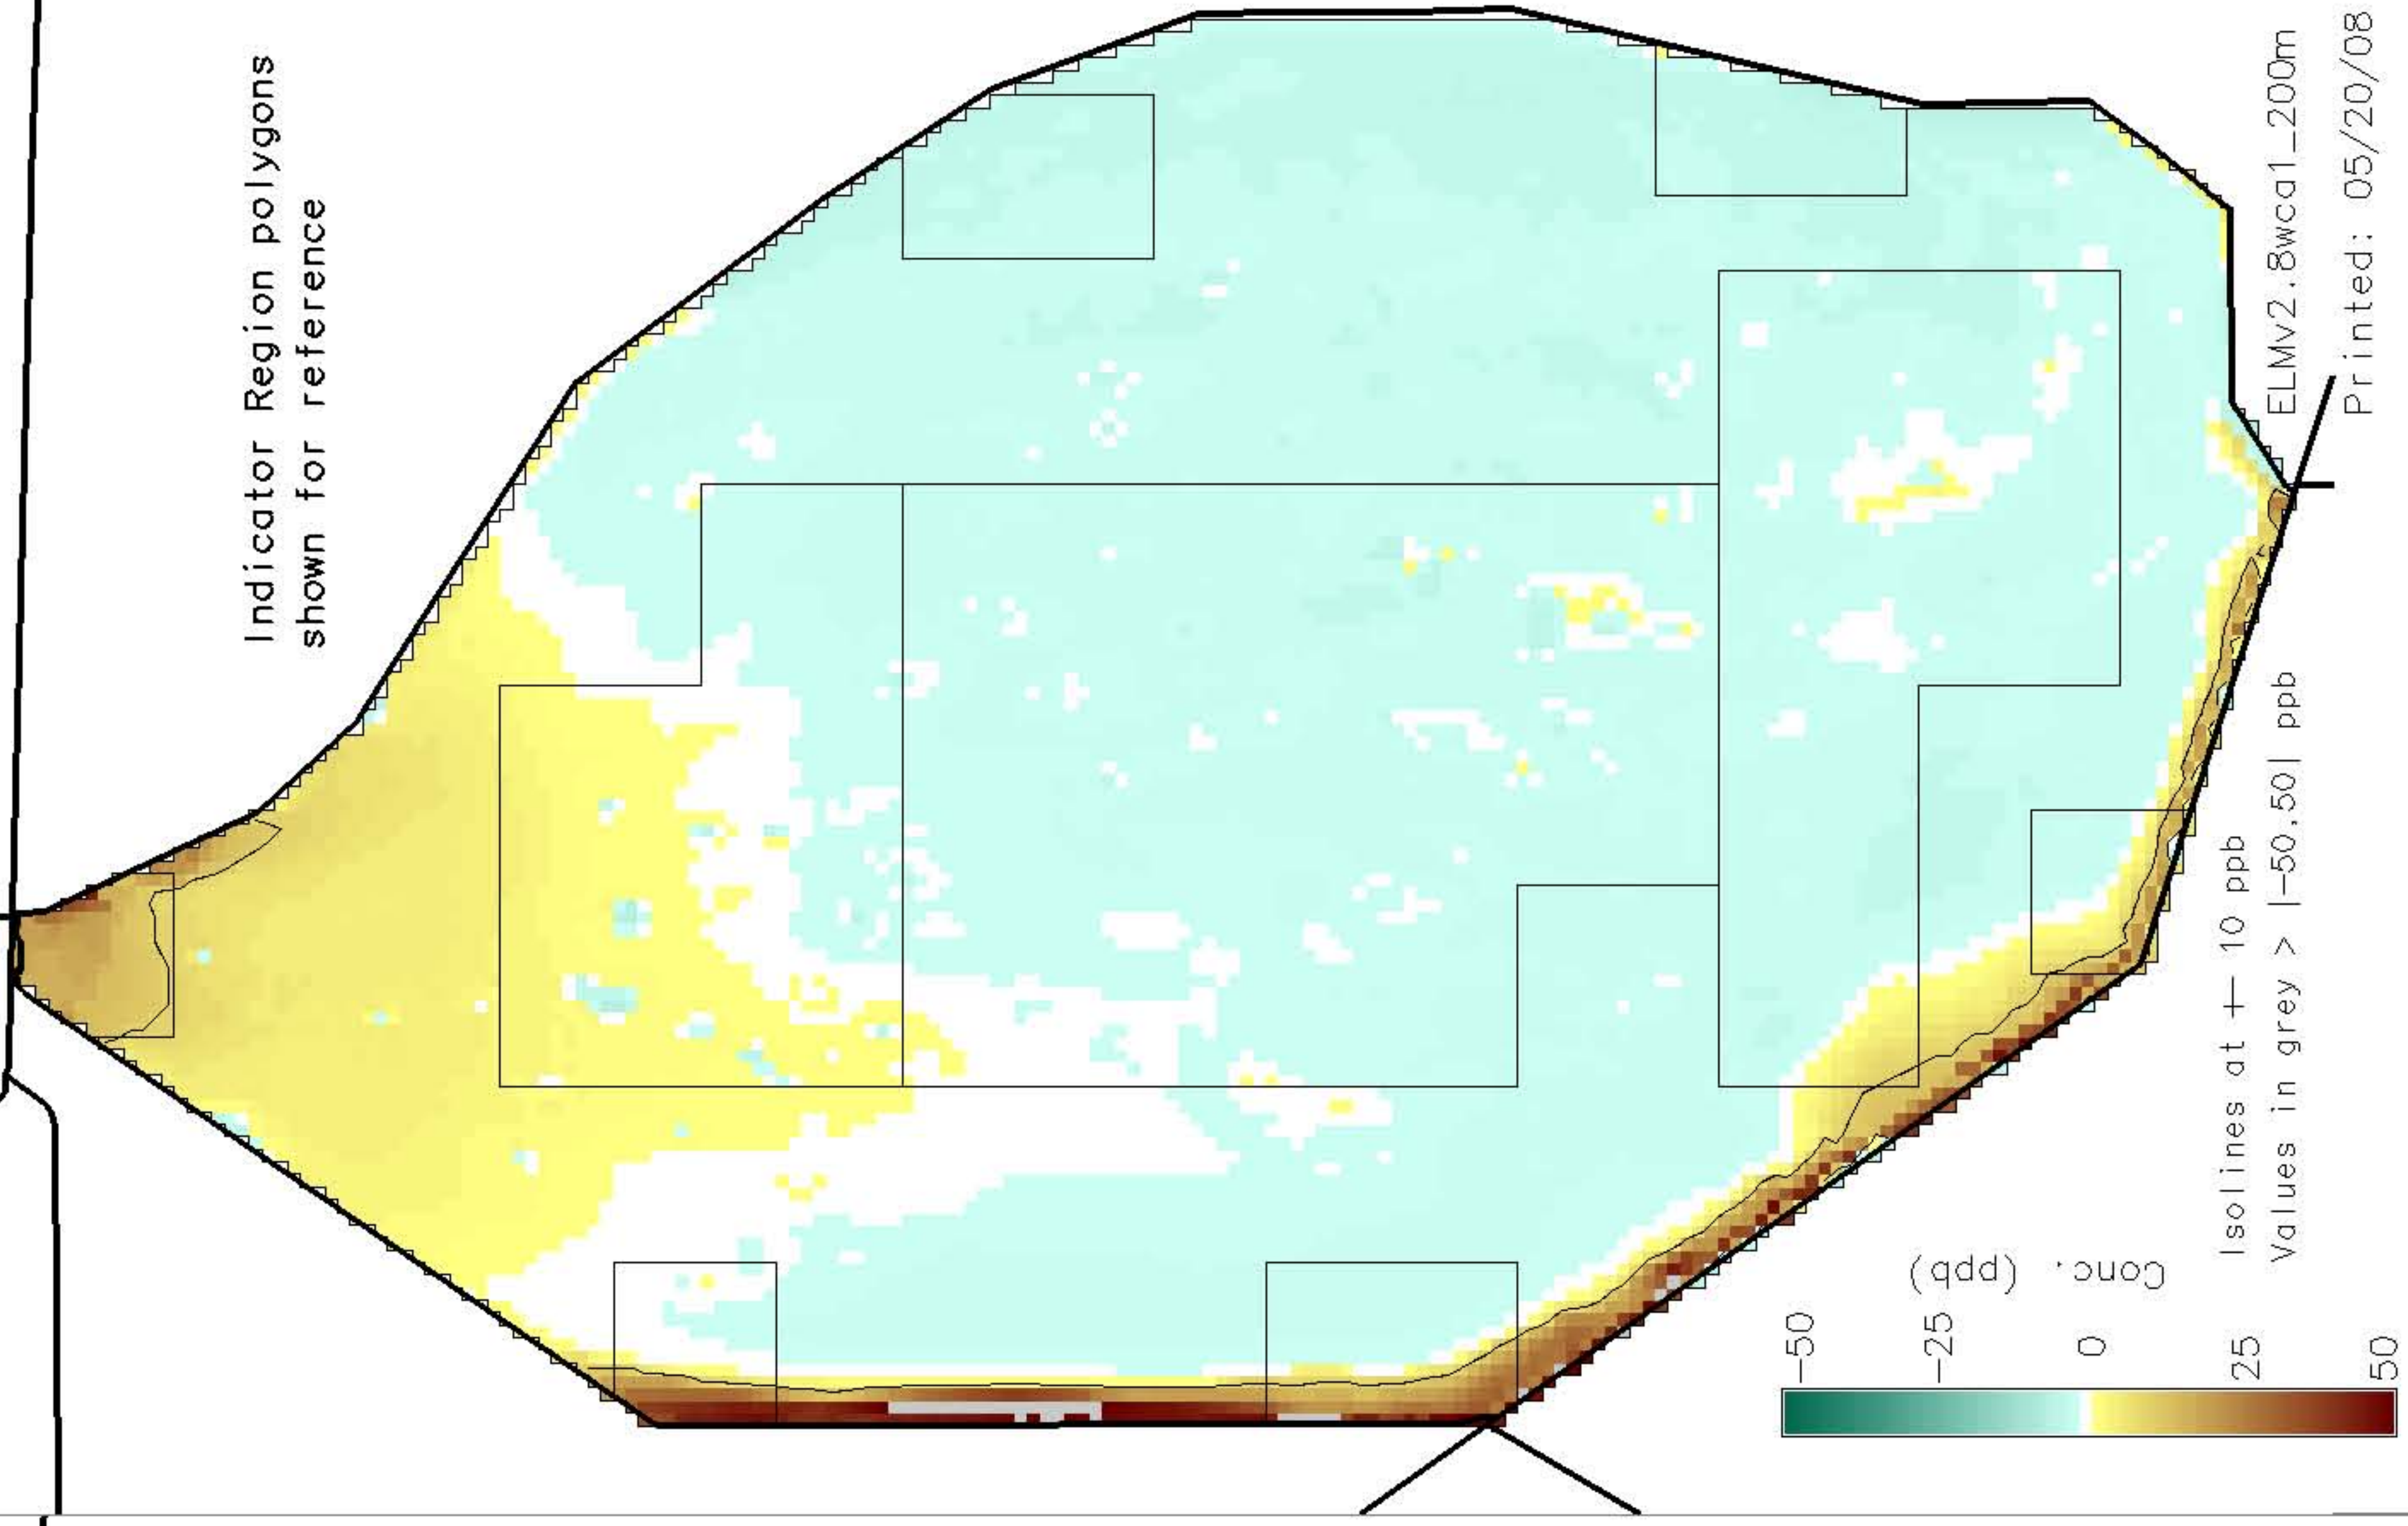 Indicator Region polygons
shown for reference
ELMv2.8wca1_200m
Printed: 05/20/08
Isolines at +- 10 ppb
Values in grey > |-50,50| ppb
Conc. (ppb)
-50
-25
0
25
50